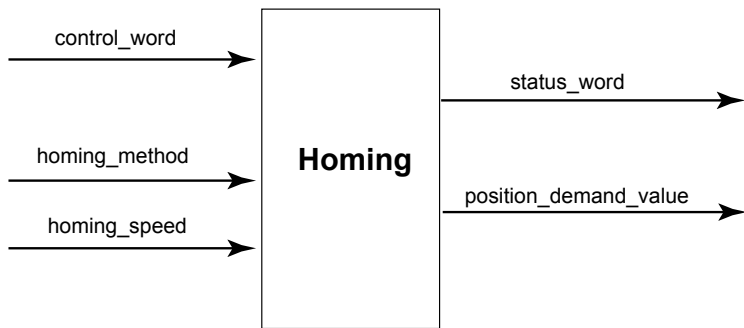 control_word
status_word
homing_method
Homing
position_demand_value
homing_speed